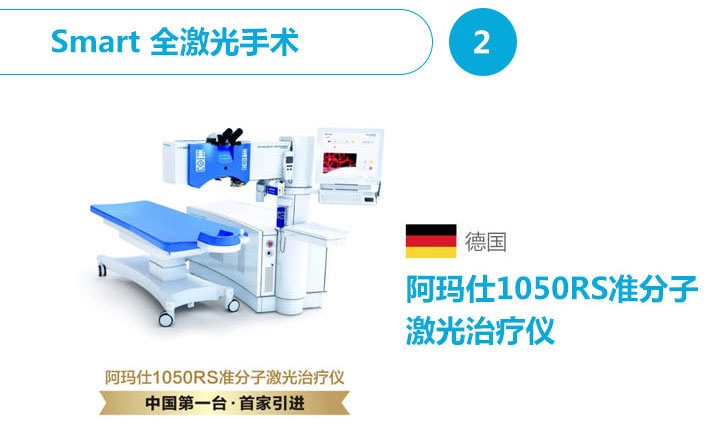 Smart 全激光手术
2
德国
阿玛仕1050RS准分子
激光治疗仪
阿玛仕1050RS准分子激光治疗仪
中国第一台·首家引进